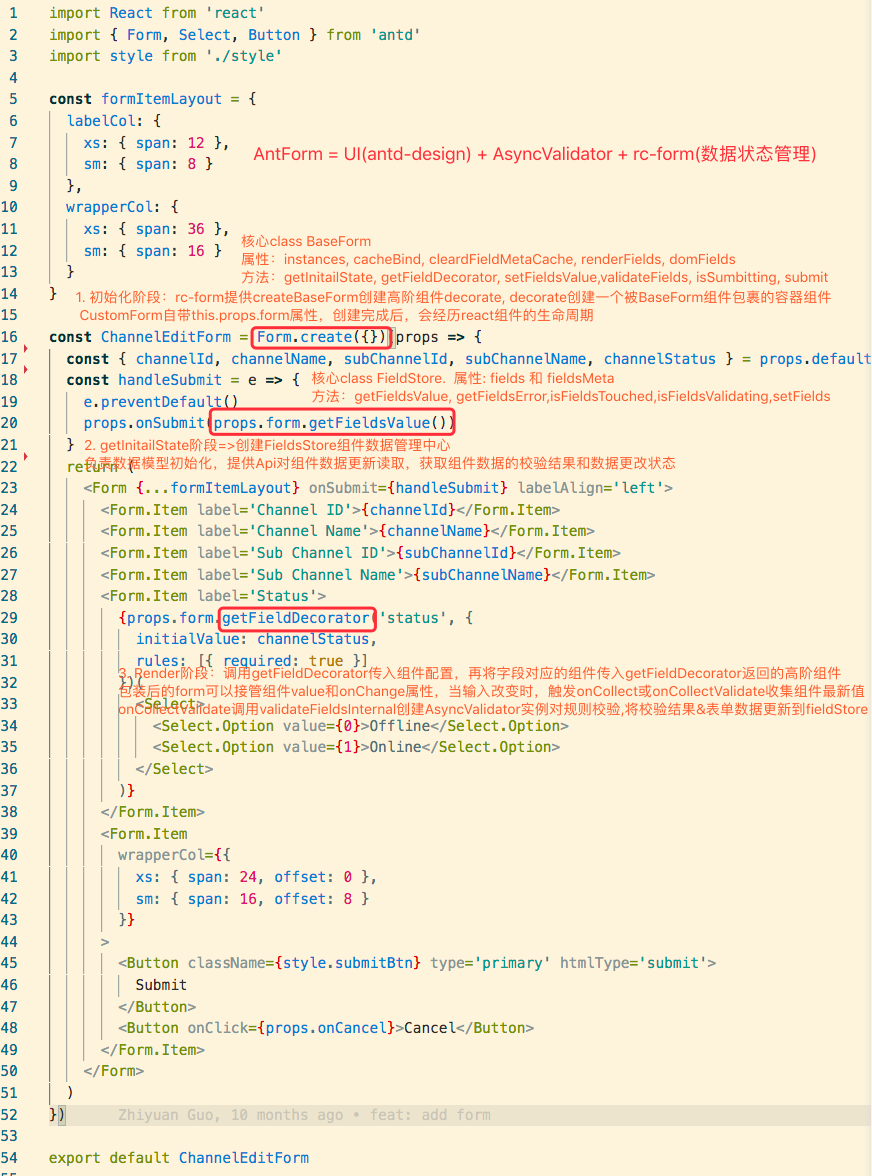 1 import React from 'react'
2 import { Form, Select, Button } from 'antd'
3 import style from './style'
4
5 const formItemLayout = {
6 labelCol: {
7 xs: { span: 12 },
AntForm = UI(antd-design) + AsyncValidator + rc-form(数据状态管理)
8 sm: { span: 8 }
9 },
10 wrapperCol: {
11 xs: { span: 36 },
核心class BaseForm
12 sm: { span: 16 }
属性：instances, cacheBind, cleardFieldMetaCache, renderFields, domFields
13 }
方法：getInitailState, getFieldDecorator, setFieldsValue,validateFields, isSumbitting, submit
14 }
1. 初始化阶段：rc-form提供createBaseForm创建高阶组件decorate, decorate创建一个被BaseForm组件包裹的容器组件
15
CustomForm自带this.props.form属性，创建完成后，会经历react组件的生命周期
16 const ChannelEditForm = Form.create({})(props => {
17 const { channelId, channelName, subChannelId, subChannelName, channelStatus } = props.default
18 const handleSubmit = e => {
核心class FieldStore. 属性: fields 和 fieldsMeta
19 e.preventDefault()
方法：getFieldsValue, getFieldsError,isFieldsTouched,isFieldsValidating,setFields
20 props.onSubmit(props.form.getFieldsValue())
21 }
2. getInitailState阶段=>创建FieldsStore组件数据管理中心
22 return (
负责数据模型初始化，提供Api对组件数据更新读取，获取组件数据的校验结果和数据更改状态
23 <Form {...formItemLayout} onSubmit={handleSubmit} labelAlign='left'>
24 <Form.Item label='Channel ID'>{channelId}</Form.Item>
25 <Form.Item label='Channel Name'>{channelName}</Form.Item>
26 <Form.Item label='Sub Channel ID'>{subChannelId}</Form.Item>
27 <Form.Item label='Sub Channel Name'>{subChannelName}</Form.Item>
28 <Form.Item label='Status'>
29 {props.form.getFieldDecorator('status', {
30 initialValue: channelStatus,
31 rules: [{ required: true }]
3. Render阶段：调用getFieldDecorator传入组件配置，再将字段对应的组件传入getFieldDecorator返回的高阶组件
32 })(
包装后的form可以接管组件value和onChange属性，当输入改变时，触发onCollect或onCollectValidate收集组件最新值
33 <Select>
onCollectValidate调用validateFieldsInternal创建AsyncValidator实例对规则校验,将校验结果&表单数据更新到fieldStore
34 <Select.Option value={0}>Offline</Select.Option>
35 <Select.Option value={1}>Online</Select.Option>
36 </Select>
37 )}
38 </Form.Item>
39 <Form.Item
40 wrapperCol={{
41 xs: { span: 24, offset: 0 },
42 sm: { span: 16, offset: 8 }
43 }}
44 >
45 <Button className={style.submitBtn} type='primary' htmlType='submit'>
46 Submit
47 </Button>
48 <Button onClick={props.onCancel}>Cancel</Button>
49 </Form.Item>
50 </Form>
51 )
52 }) Zhiyuan Guo, 10 months ago • feat: add form
53
54 export default ChannelEditForm